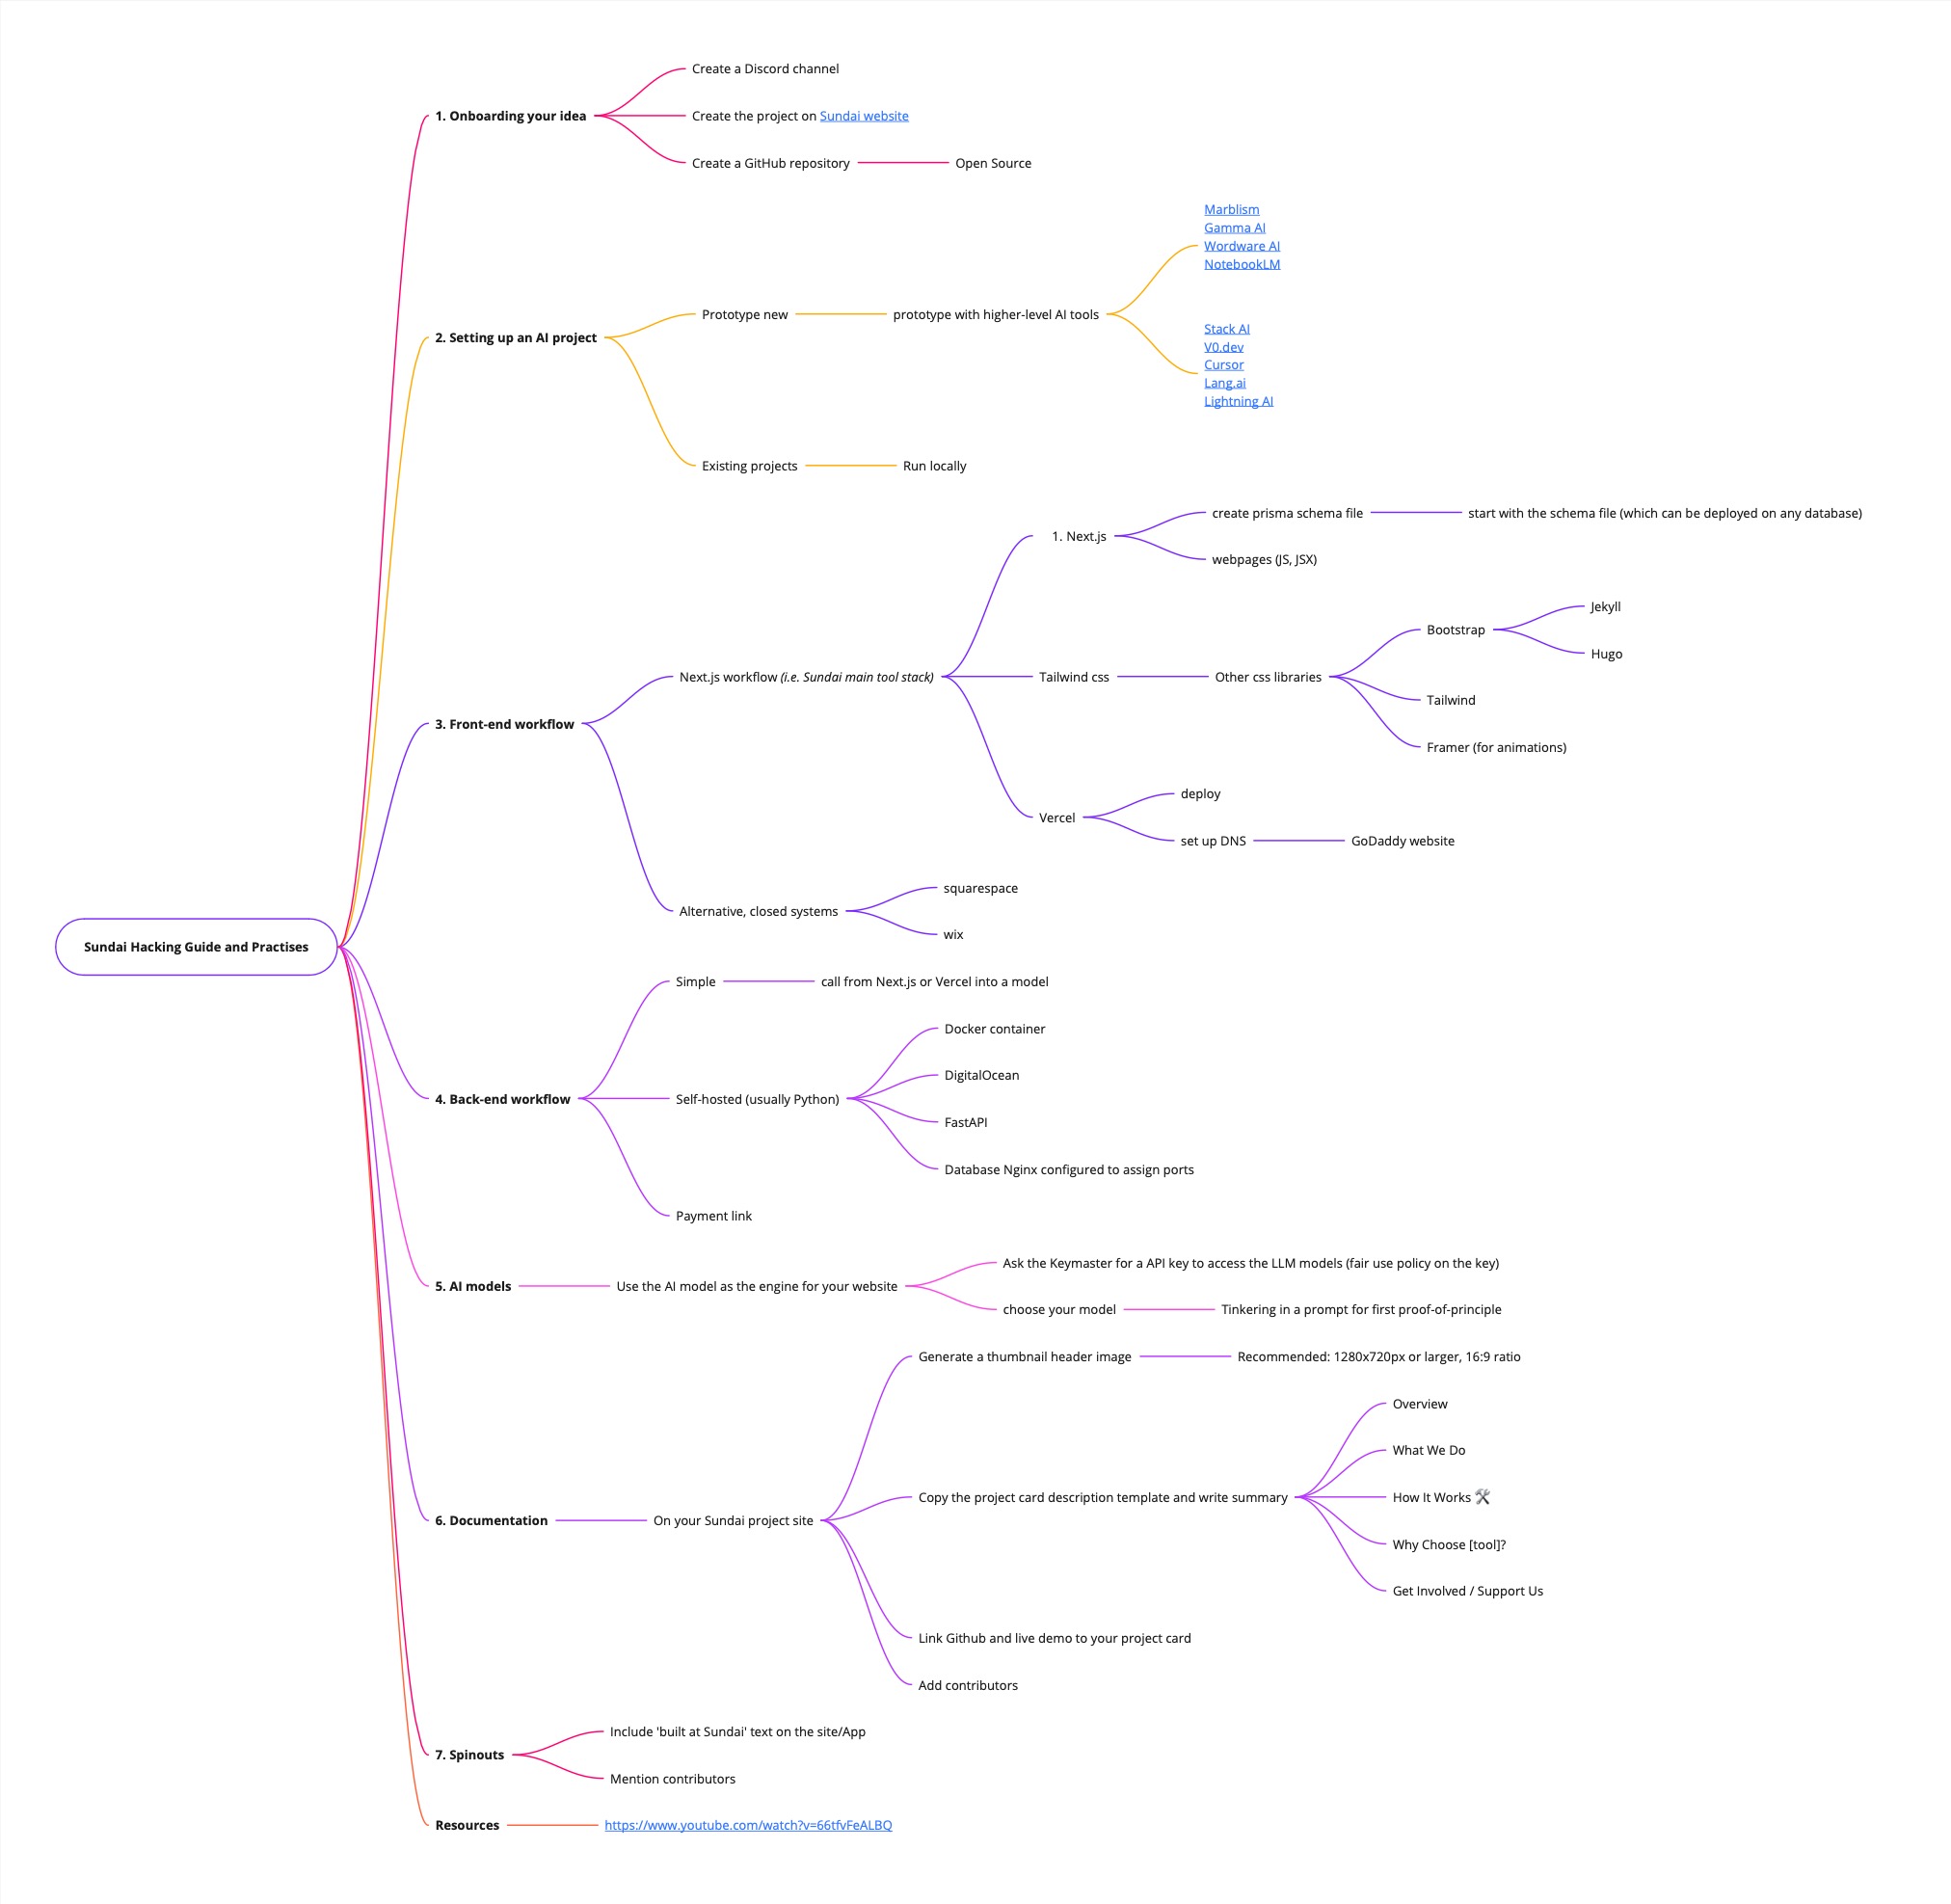 Sundai Hacking Guide and Practises
1. Onboarding your idea
Create a Discord channel
Create the project on Sundai website
Create a GitHub repository
Open Source
2. Setting up an AI project
Prototype new
prototype with higher-level AI tools
Marblism
Gamma AI
Wordware AI
NotebookLM
Stack AI
V0.dev
Cursor
Lang.ai
Lightning AI
Existing projects
Run locally
3. Front-end workflow
Next.js workflow (i.e. Sundai main tool stack)
1. Next.js
create prisma schema file
start with the schema file (which can be deployed on any database)
webpages (JS, JSX)
Tailwind css
Other css libraries
Bootstrap
Jekyll
Hugo
Tailwind
Framer (for animations)
Vercel
deploy
set up DNS
GoDaddy website
Alternative, closed systems
squarespace
wix
4. Back-end workflow
Simple
call from Next.js or Vercel into a model
Self-hosted (usually Python)
Docker container
DigitalOcean
FastAPI
Database Nginx configured to assign ports
Payment link
5. AI models
Use the AI model as the engine for your website
Ask the Keymaster for a API key to access the LLM models (fair use policy on the key)
choose your model
Tinkering in a prompt for first proof-of-principle
6. Documentation
On your Sundai project site
Generate a thumbnail header image
Recommended: 1280x720px or larger, 16:9 ratio
Copy the project card description template and write summary
Overview
What We Do
How It Works 🛠
Why Choose [tool]?
Get Involved / Support Us
Link Github and live demo to your project card
Add contributors
7. Spinouts
Include 'built at Sundai' text on the site/App
Mention contributors
Resources
https://www.youtube.com/watch?v=66tfvFeALBQ